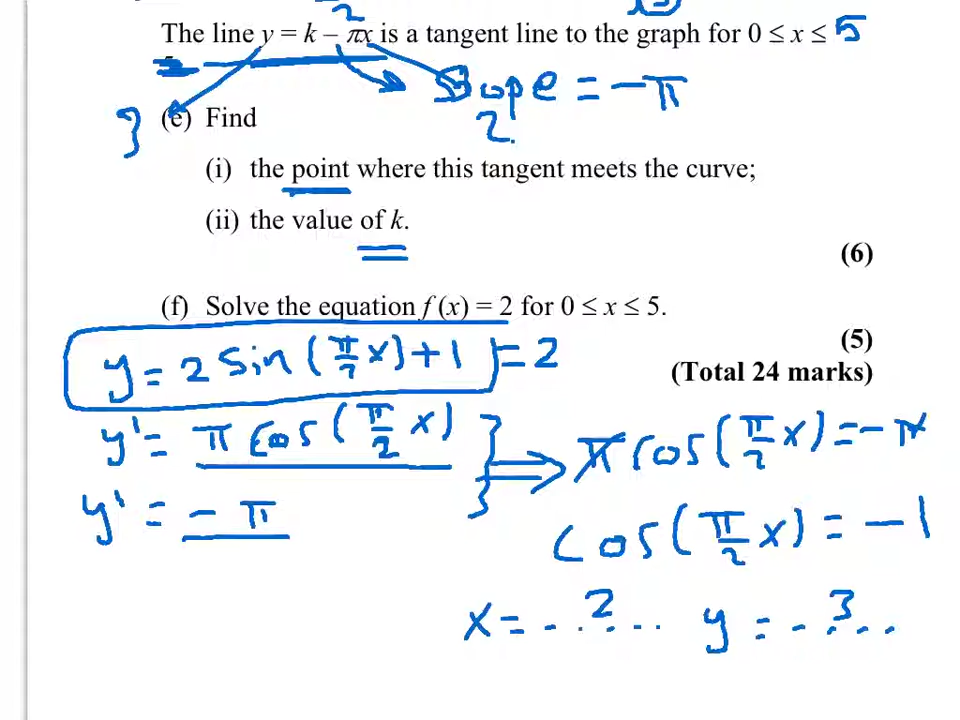 The line y = k – πx is a tangent line to the graph for 0 ≤ x ≤ 5
Slope = -π
3 (e) Find 2.
(i) the point where this tangent meets the curve;
(ii) the value of k.
(6)
(f) Solve the equation f (x) = 2 for 0 ≤ x ≤ 5.
(5)
y = 2 sin (π/2 x) + 1 = 2
(Total 24 marks)
y' = π cos (π/2 x) } ⇒ π cos (π/2 x) = -π
y' = - π
cos (π/2 x) = -1
x = ...2... y = ...3...